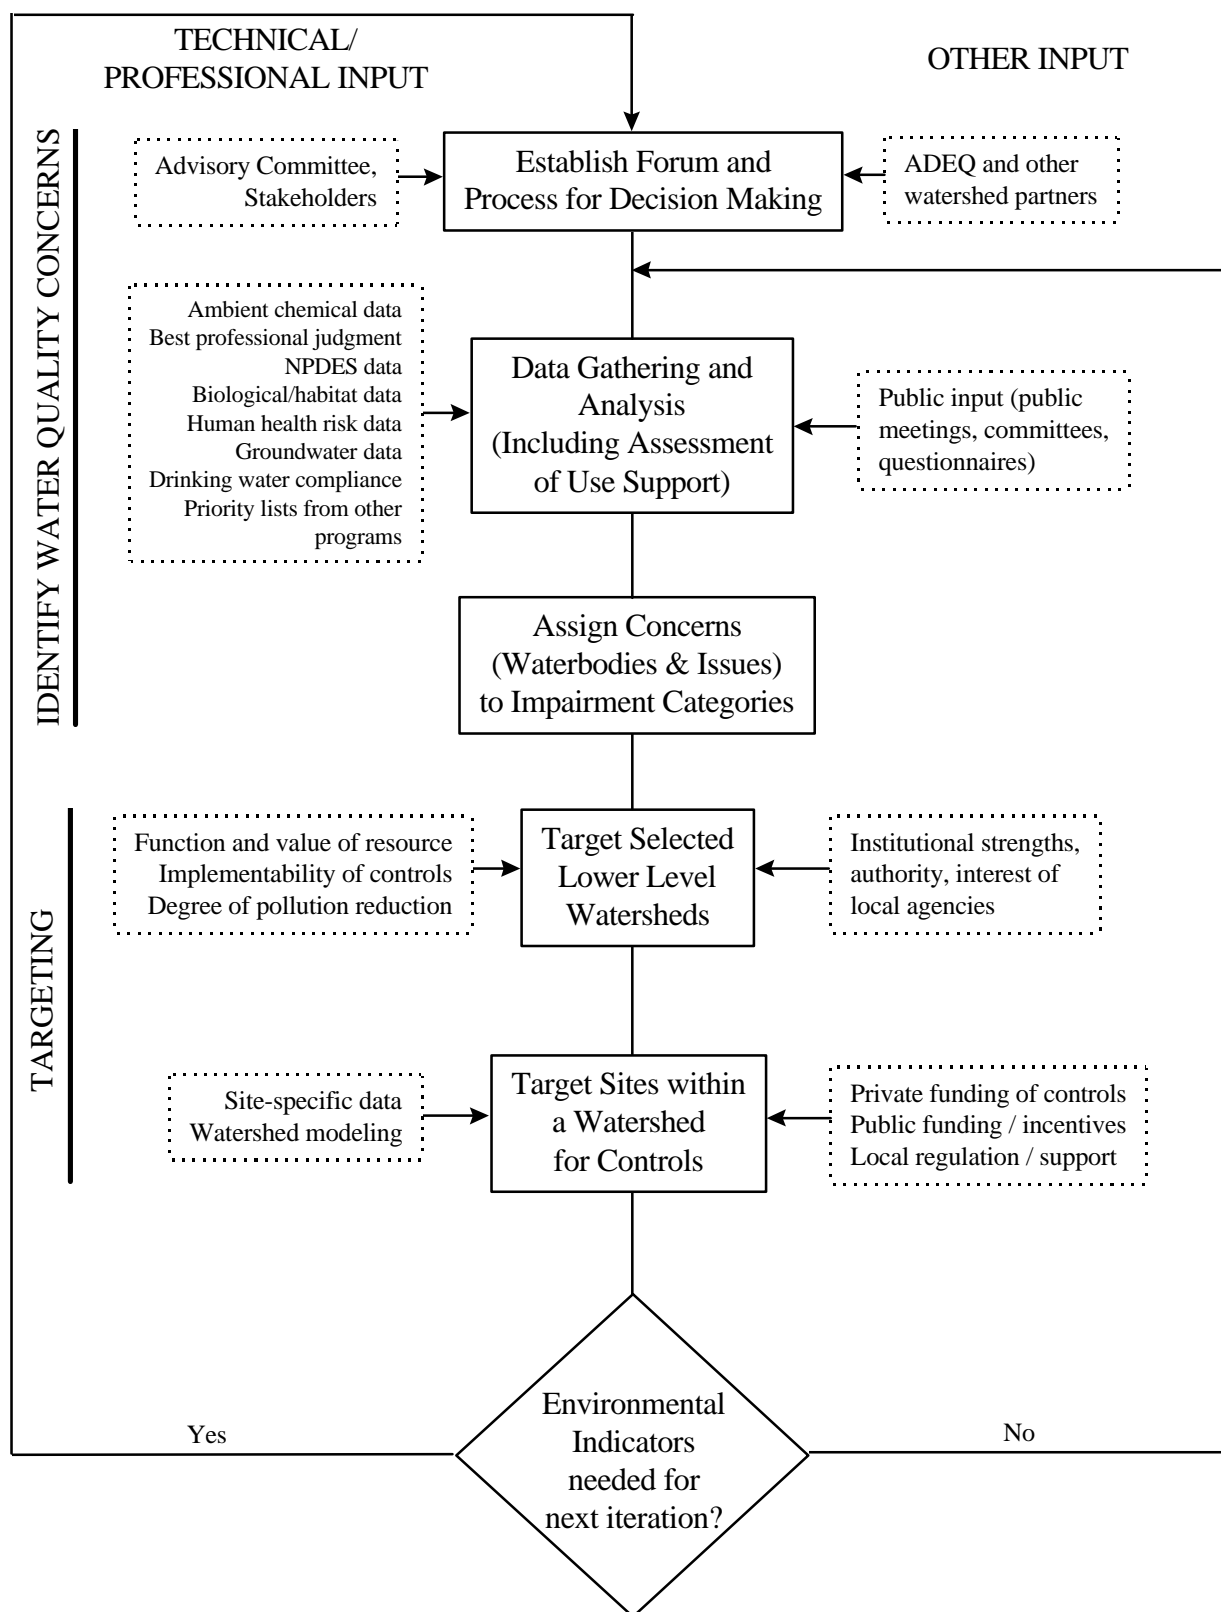 TECHNICAL/
PROFESSIONAL INPUT
OTHER INPUT
IDENTIFY WATER QUALITY CONCERNS
Advisory Committee,
Stakeholders
Establish Forum and
Process for Decision Making
ADEQ and other
watershed partners
Ambient chemical data
Best professional judgment
NPDES data
Biological/habitat data
Human health risk data
Groundwater data
Drinking water compliance
Priority lists from other
programs
Data Gathering and
Analysis
(Including Assessment
of Use Support)
Public input (public
meetings, committees,
questionnaires)
Assign Concerns
(Waterbodies & Issues)
to Impairment Categories
TARGETING
Function and value of resource
Implementability of controls
Degree of pollution reduction
Target Selected
Lower Level
Watersheds
Institutional strengths,
authority, interest of
local agencies
Site-specific data
Watershed modeling
Target Sites within
a Watershed
for Controls
Private funding of controls
Public funding / incentives
Local regulation / support
Yes
Environmental
Indicators
needed for
next iteration?
No